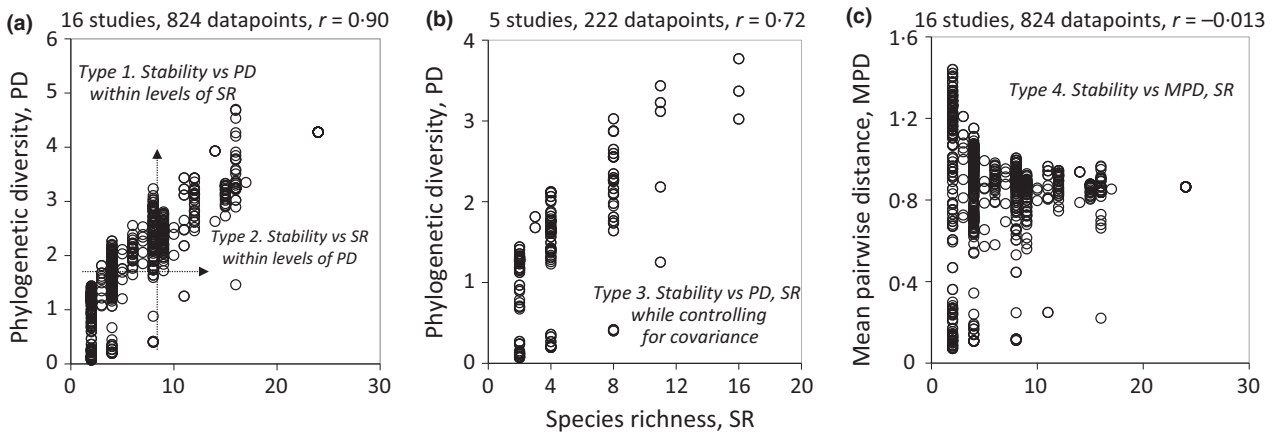 (a) 16 studies, 824 datapoints, r = 0·90
Phylogenetic diversity, PD
6
5
4
3
2
1
0
Type 1. Stability vs PD
within levels of SR
Type 2. Stability vs SR
within levels of PD
0 10 20 30
(b) 5 studies, 222 datapoints, r = 0·72
Phylogenetic diversity, PD
4
3
2
1
0
Type 3. Stability vs PD, SR
while controlling
for covariance
0 4 8 12 16 20
Species richness, SR
(c) 16 studies, 824 datapoints, r = –0·013
Mean pairwise distance, MPD
1·6
1·2
0·8
0·4
0
Type 4. Stability vs MPD, SR
0 10 20 30